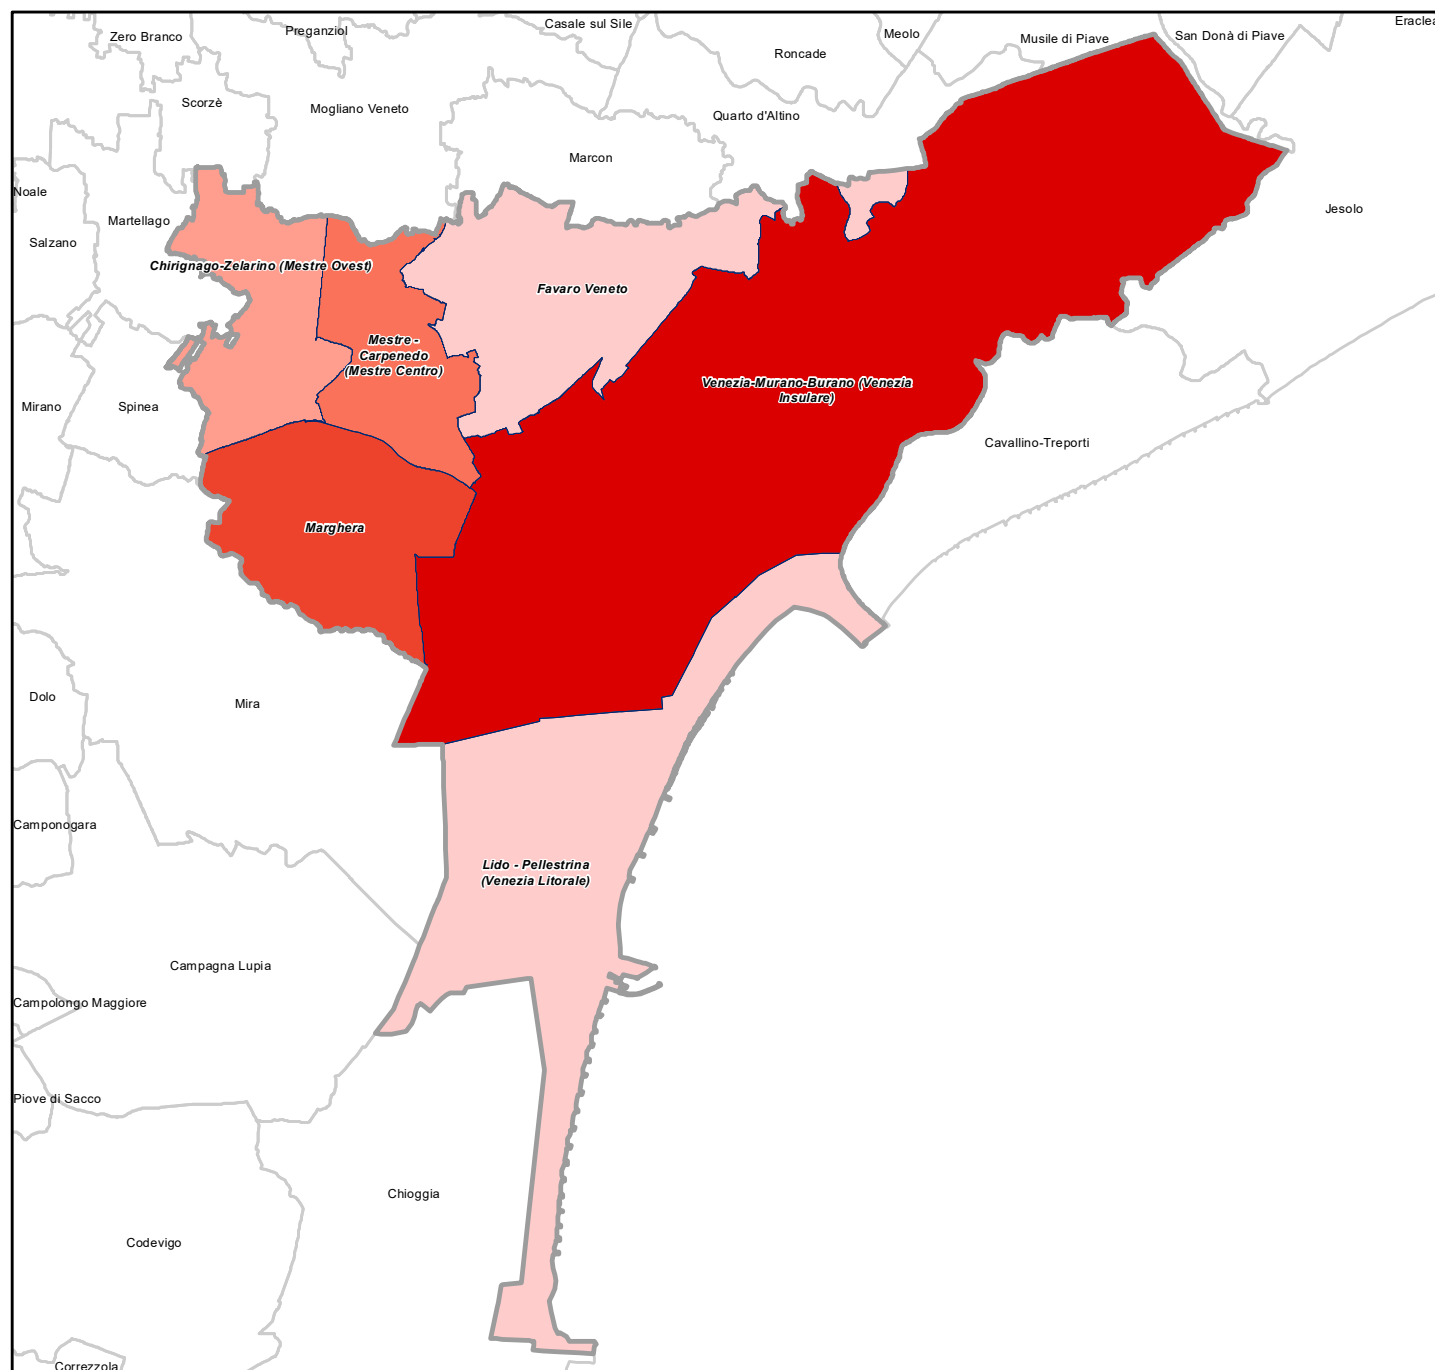 Eraclea
Casale sul Sile
Preganziol
Meolo
San Donà di Piave
Zero Branco
Musile di Piave
Roncade
Scorzè
Mogliano Veneto
Quarto d'Altino
Marcon
Noale
Jesolo
Martellago
Salzano
Chirignago-Zelarino (Mestre Ovest)
Favaro Veneto
Mestre -
Carpenedo
(Mestre Centro)
Venezia-Murano-Burano (Venezia
Insulare)
Mirano
Spinea
Cavallino-Treporti
Marghera
Dolo
Mira
Camponogara
Lido - Pellestrina
(Venezia Litorale)
Campagna Lupia
Campolongo Maggiore
Piove di Sacco
Chioggia
Codevigo
Correzzola